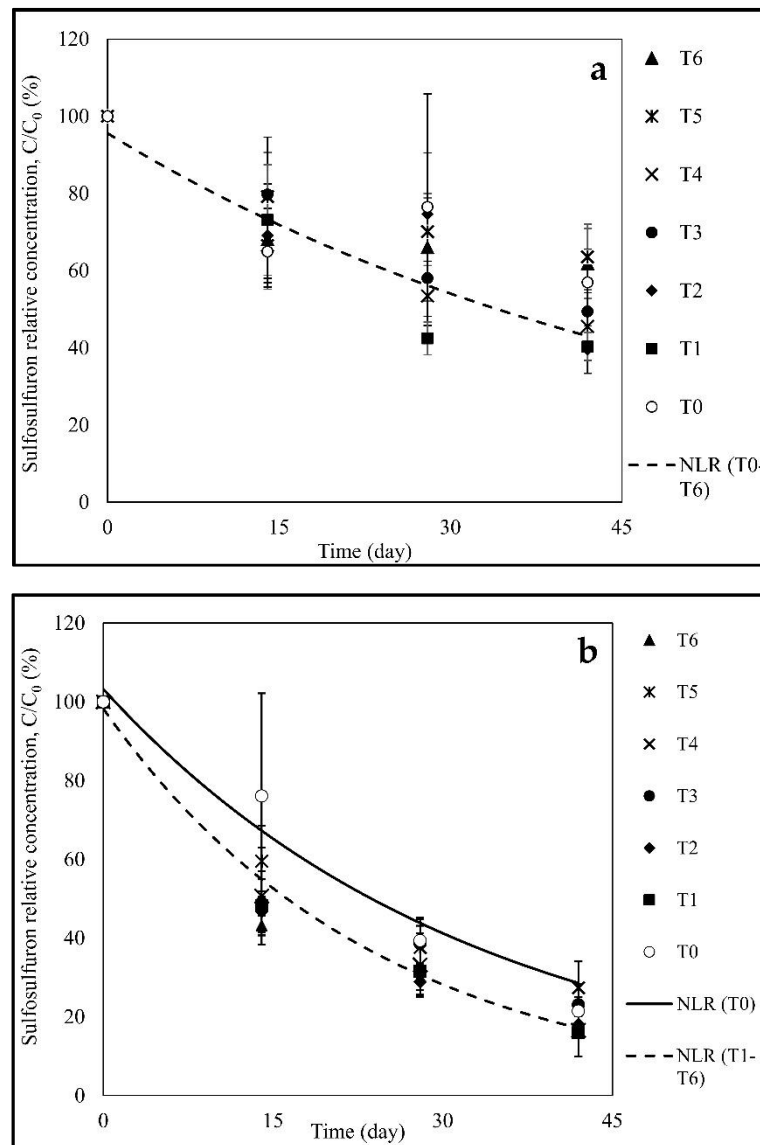 a
Sulfosulfuron relative concentration, C/C₀ (%)
120
100
80
60
40
20
0
0
15
30
45
Time (day)
T6
T5
T4
T3
T2
T1
T0
NLR (T0-
T6)
b
Sulfosulfuron relative concentration, C/C₀ (%)
120
100
80
60
40
20
0
0
15
30
45
Time (day)
T6
T5
T4
T3
T2
T1
T0
NLR (T0)
NLR (T1-
T6)